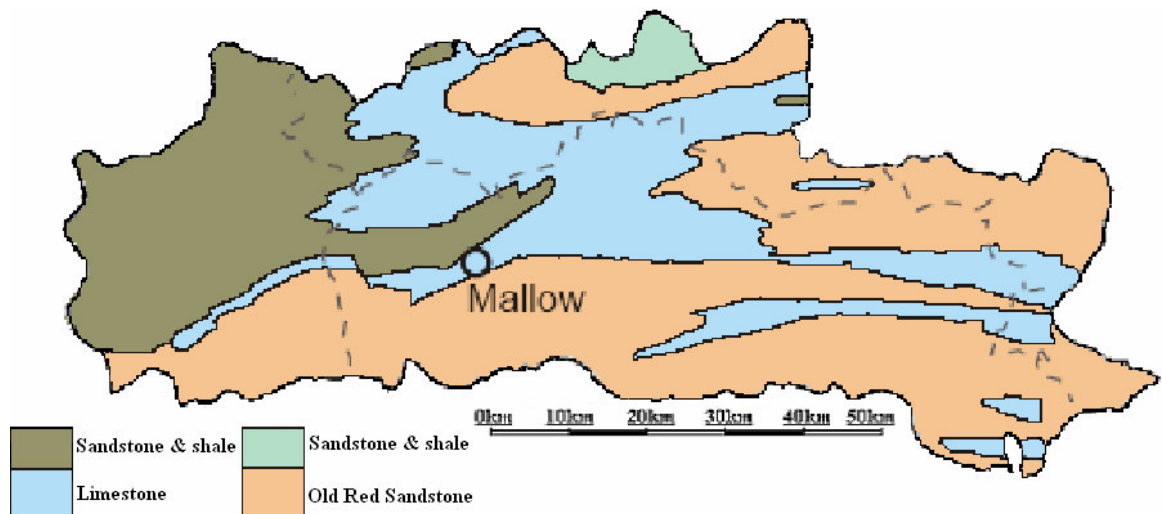 Mallow
0km 10km 20km 30km 40km 50km
Sandstone & shale
Sandstone & shale
Limestone
Old Red Sandstone